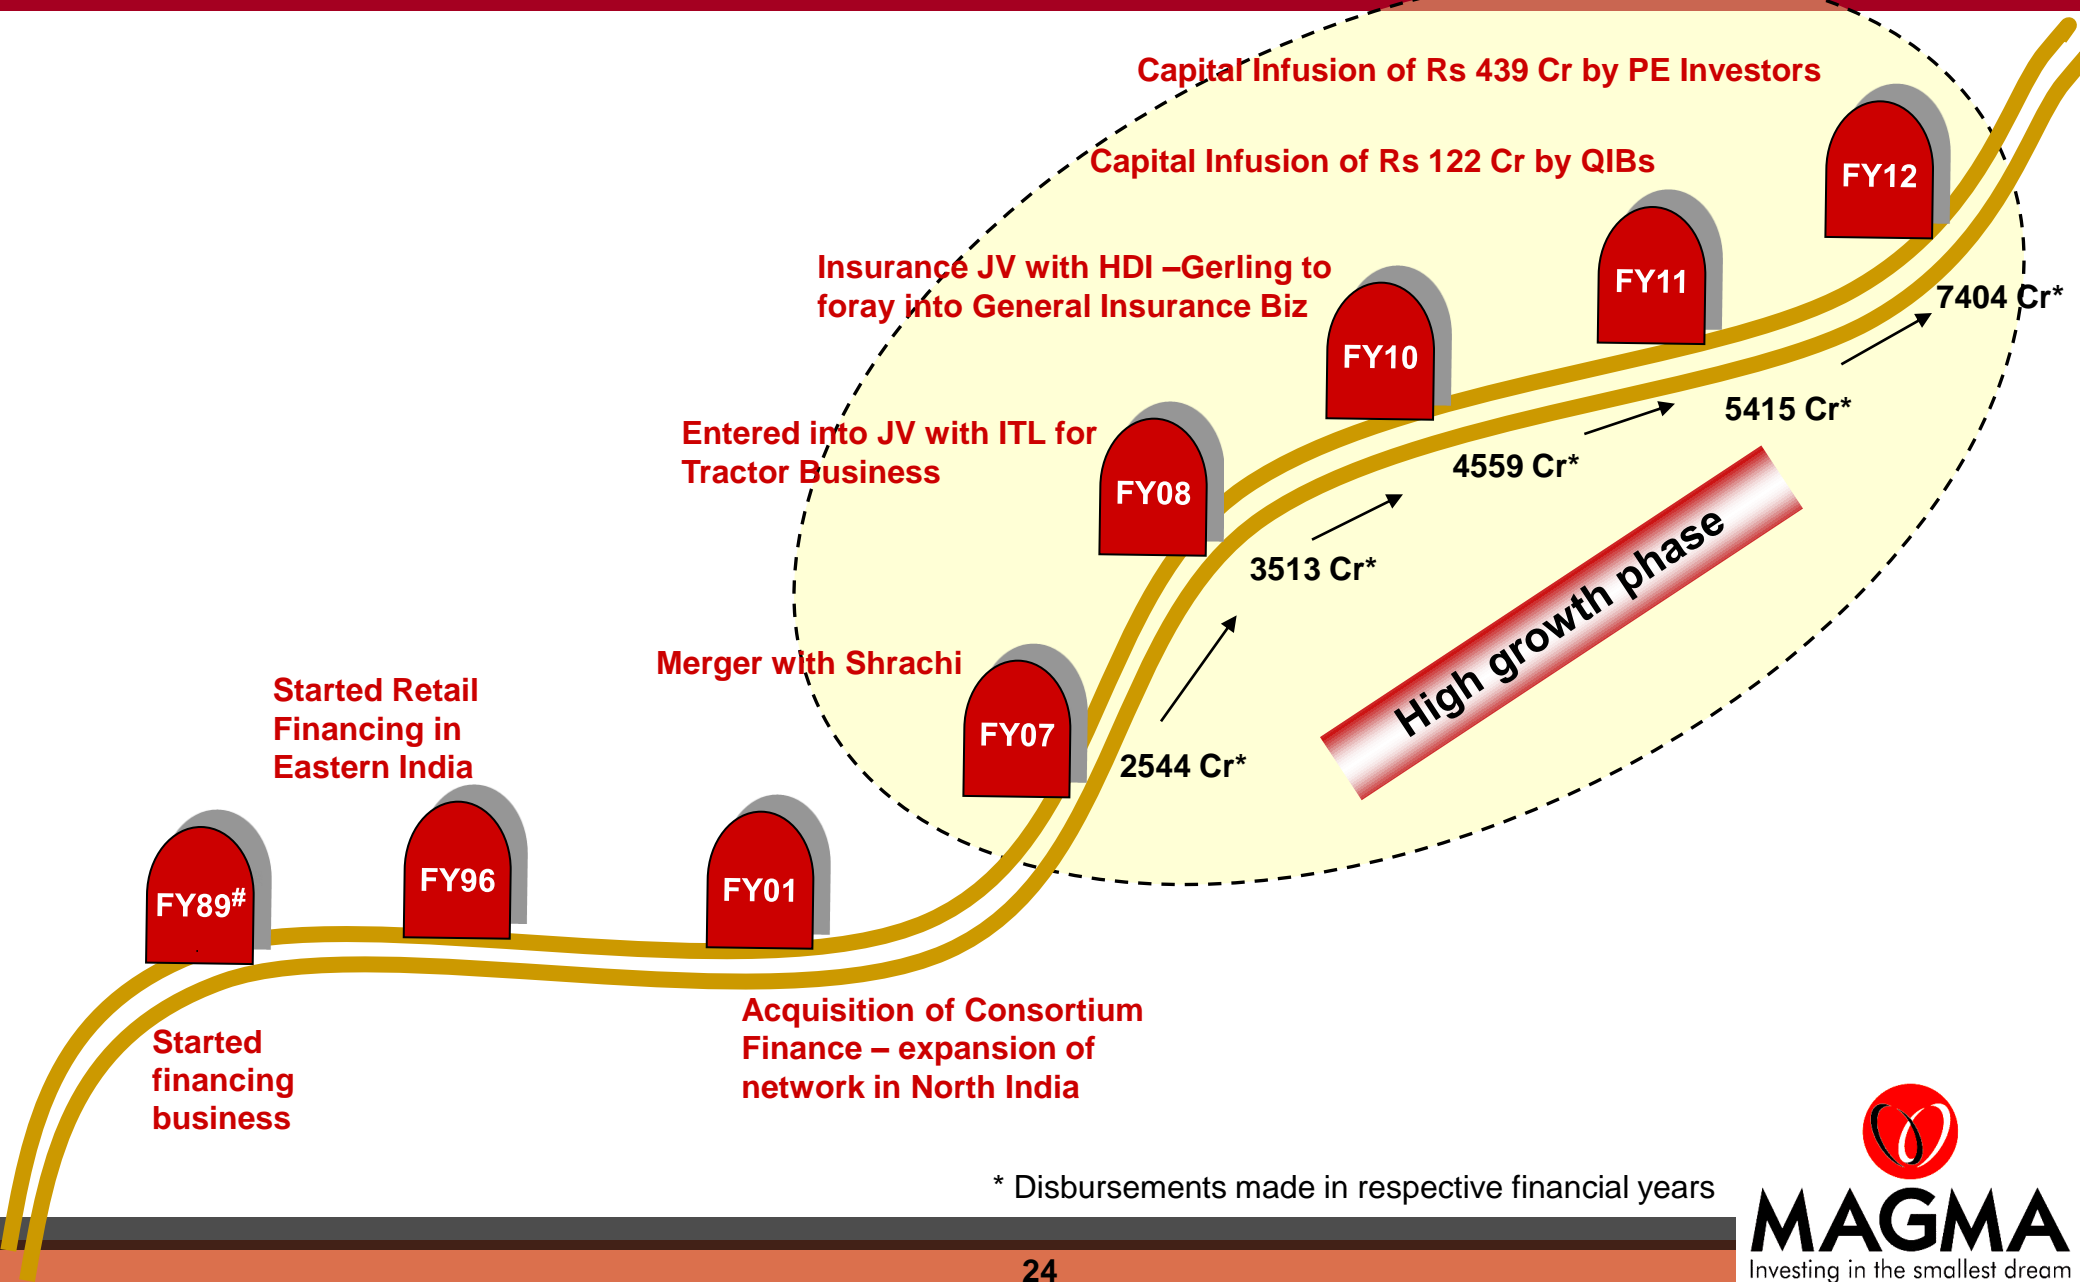 Capital Infusion of Rs 439 Cr by PE Investors
FY12
Capital Infusion of Rs 122 Cr by QIBs
FY11
Insurance JV with HDI –Gerling to
foray into General Insurance Biz
FY10
7404 Cr*
5415 Cr*
Entered into JV with ITL for
Tractor Business
FY08
4559 Cr*
3513 Cr*
High growth phase
Merger with Shrachi
FY07
2544 Cr*
Started Retail
Financing in
Eastern India
FY89#
FY96
FY01
Started
financing
business
Acquisition of Consortium
Finance – expansion of
network in North India
* Disbursements made in respective financial years
MAGMA
Investing in the smallest dream
24